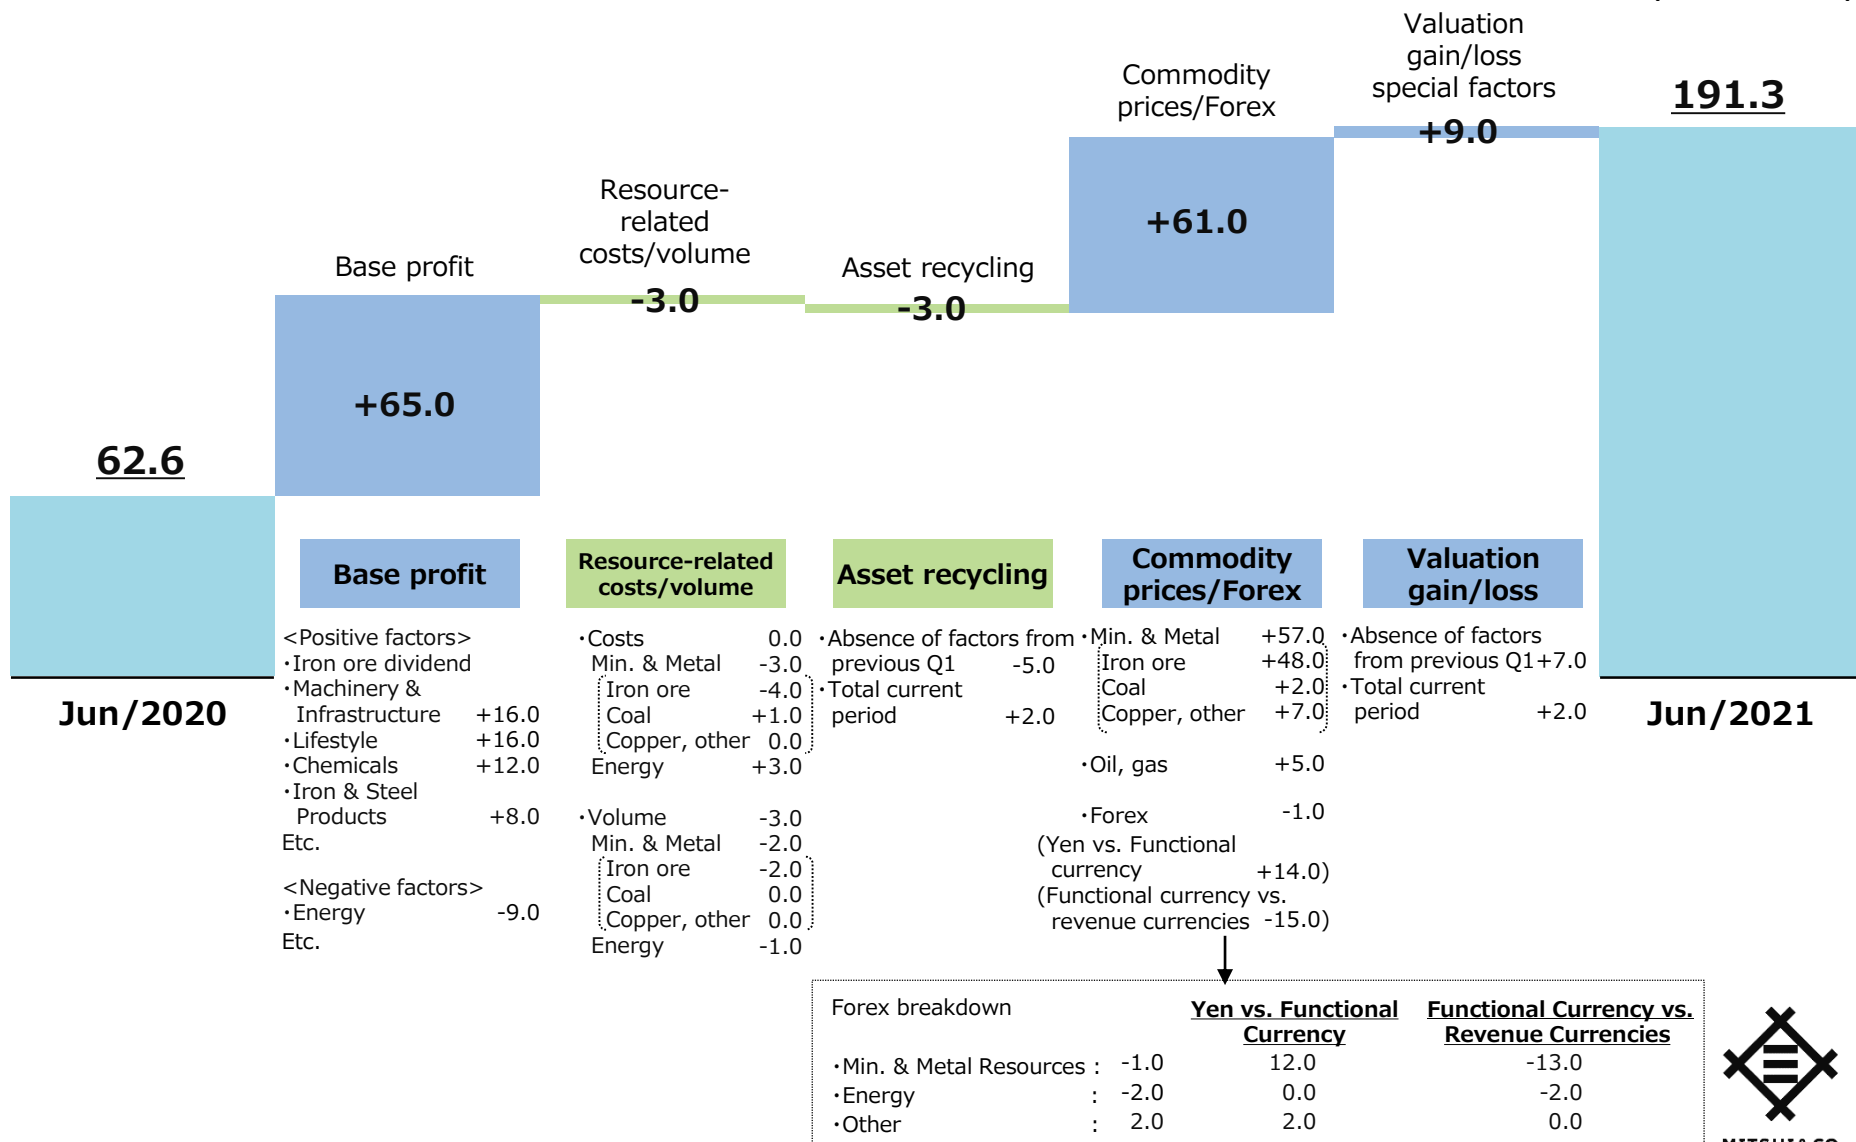 Valuation
gain/loss
special factors
+9.0
191.3
Commodity
prices/Forex
+61.0
Resource-
related
costs/volume
-3.0
Asset recycling
-3.0
Base profit
+65.0
62.6
Jun/2020
Jun/2021
Base profit
<Positive factors>
・Iron ore dividend
・Machinery &
Infrastructure +16.0
・Lifestyle +16.0
・Chemicals +12.0
・Iron & Steel
Products +8.0
Etc.
<Negative factors>
・Energy -9.0
Etc.
Resource-related
costs/volume
・Costs 0.0
Min. & Metal -3.0
Iron ore -4.0
Coal +1.0
Copper, other 0.0
Energy +3.0
・Volume -3.0
Min. & Metal -2.0
Iron ore -2.0
Coal 0.0
Copper, other 0.0
Energy -1.0
Asset recycling
・Absence of factors from
previous Q1 -5.0
・Total current
period +2.0
Commodity
prices/Forex
・Min. & Metal +57.0
Iron ore +48.0
Coal +2.0
Copper, other +7.0
・Oil, gas +5.0
・Forex -1.0
(Yen vs. Functional
currency +14.0)
(Functional currency vs.
revenue currencies -15.0)
Valuation
gain/loss
・Absence of factors
from previous Q1+7.0
・Total current
period +2.0
Forex breakdown
Yen vs. Functional
Currency
Functional Currency vs.
Revenue Currencies
・Min. & Metal Resources : -1.0 12.0 -13.0
・Energy : -2.0 0.0 -2.0
・Other : 2.0 2.0 0.0
MITSUI&CO